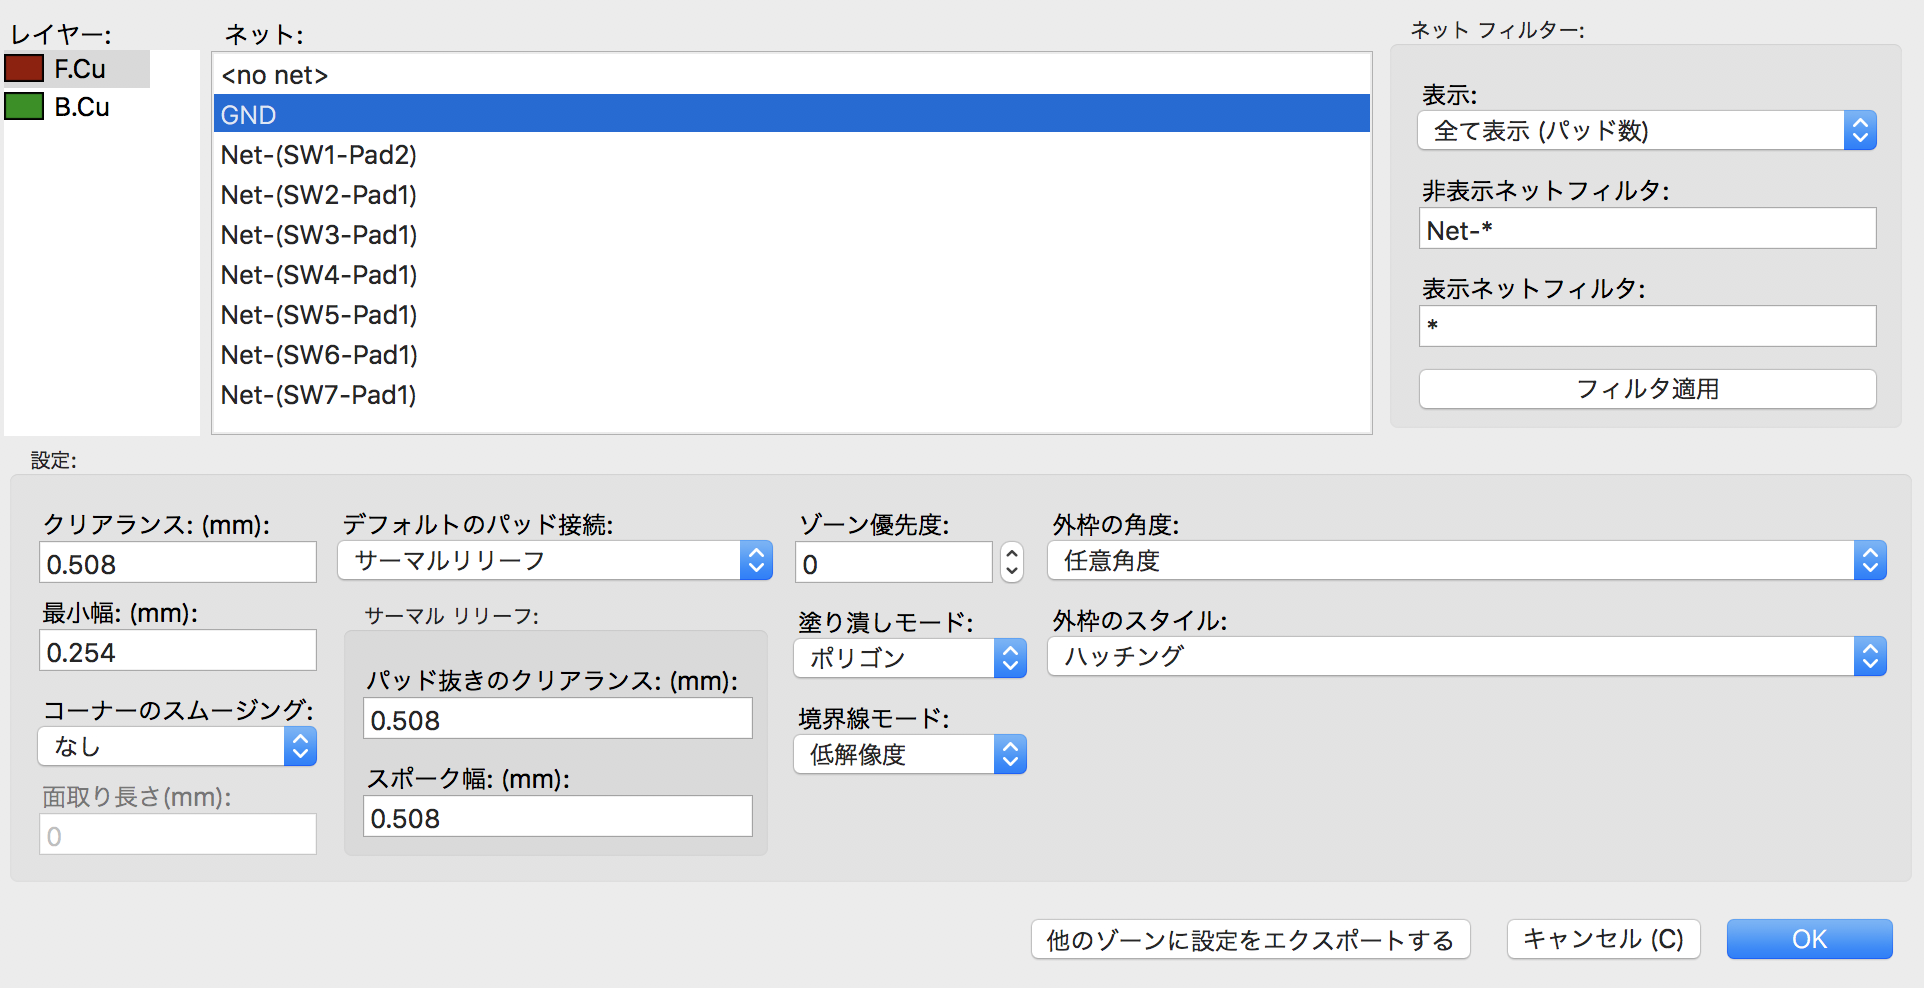 レイヤー:
F.Cu
B.Cu
ネット:
<no net>
GND
Net-(SW1-Pad2)
Net-(SW2-Pad1)
Net-(SW3-Pad1)
Net-(SW4-Pad1)
Net-(SW5-Pad1)
Net-(SW6-Pad1)
Net-(SW7-Pad1)
ネット フィルター:
表示:
全て表示 (パッド数)
非表示ネットフィルタ:
Net-*
表示ネットフィルタ:
*
フィルタ適用
設定:
クリアランス: (mm):
0.508
最小幅: (mm):
0.254
コーナーのスムージング:
なし
面取り長さ(mm):
0
デフォルトのパッド接続:
サーマルリリーフ
サーマル リリーフ:
パッド抜きのクリアランス: (mm):
0.508
スポーク幅: (mm):
0.508
ゾーン優先度:
0
塗り潰しモード:
ポリゴン
境界線モード:
低解像度
外枠の角度:
任意角度
外枠のスタイル:
ハッチング
他のゾーンに設定をエクスポートする
キャンセル (C)
OK